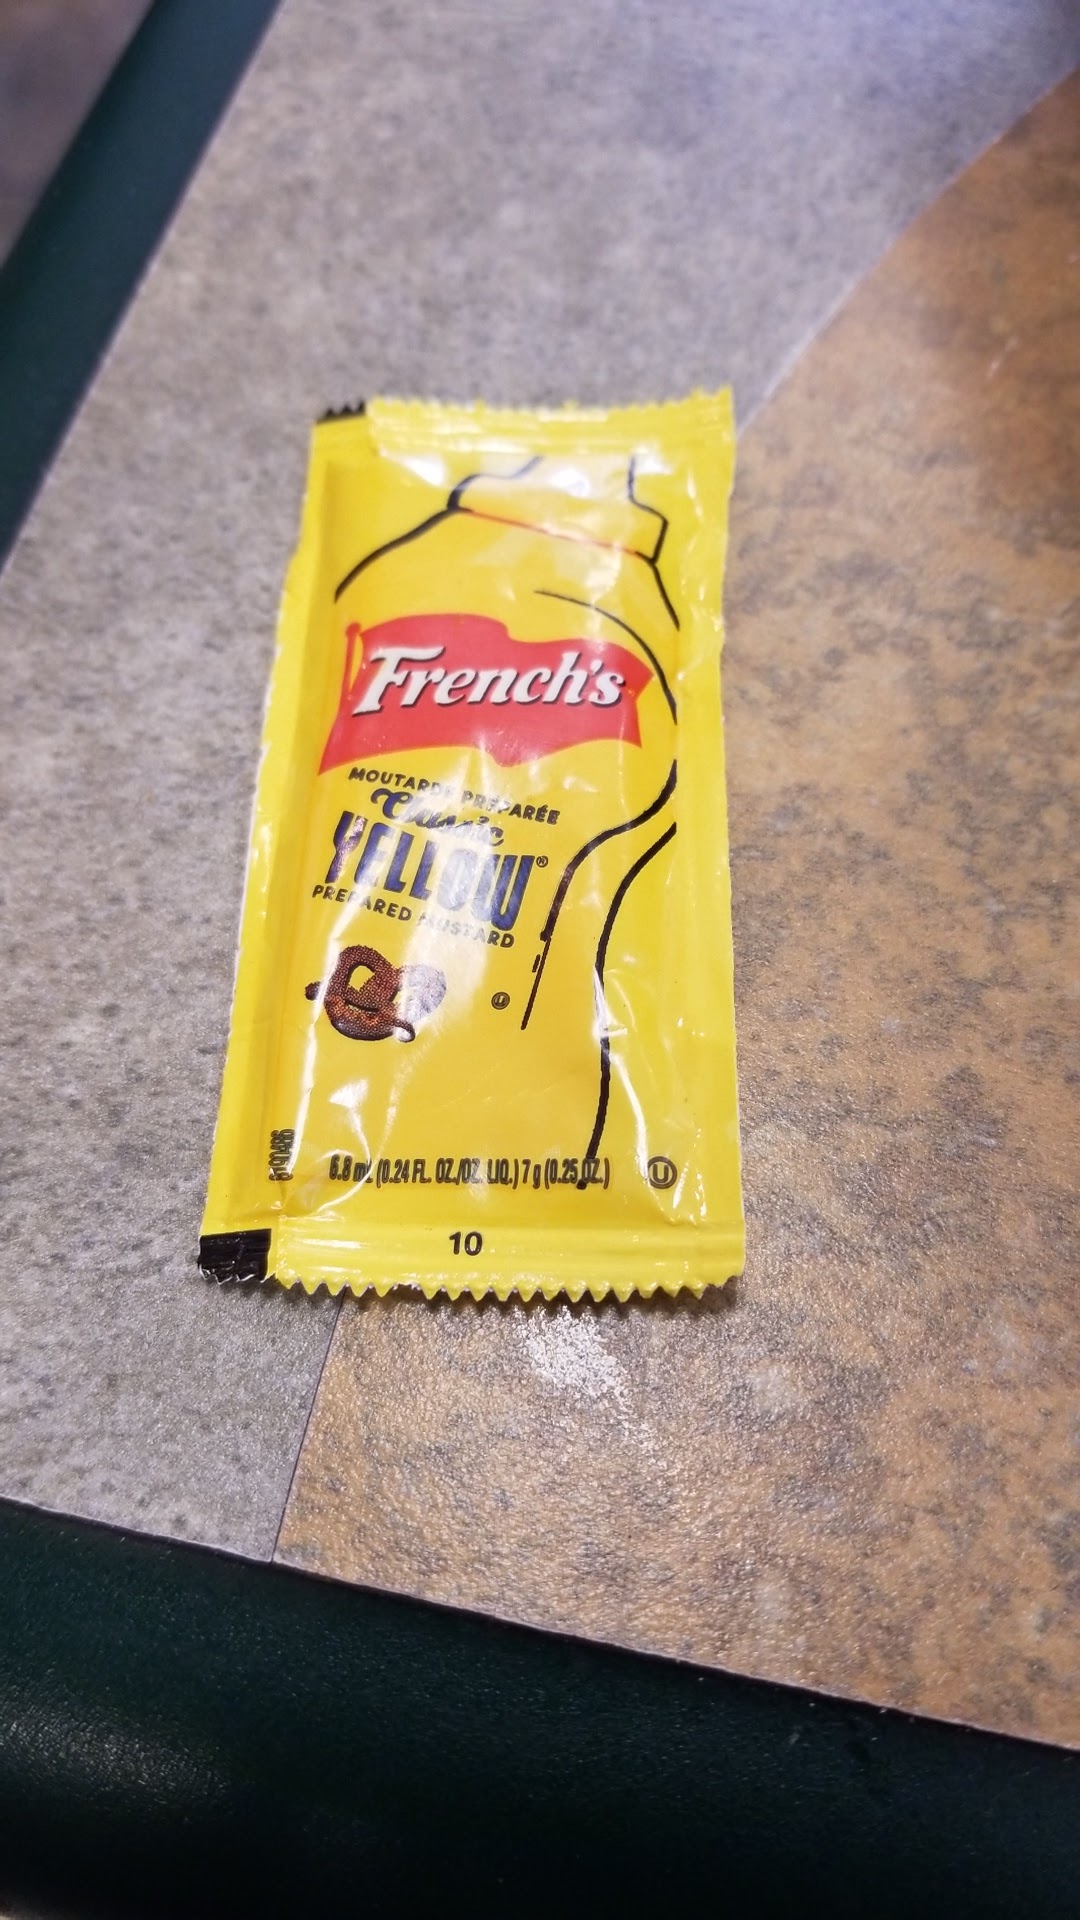 French's
MOUTARDE PRÉPARÉE
Classic
YELLOW®
PREPARED MUSTARD
U
6.8 mL (0.24 FL. OZ./OZ. LIQ.) 7 g (0.25 OZ.)
U
10